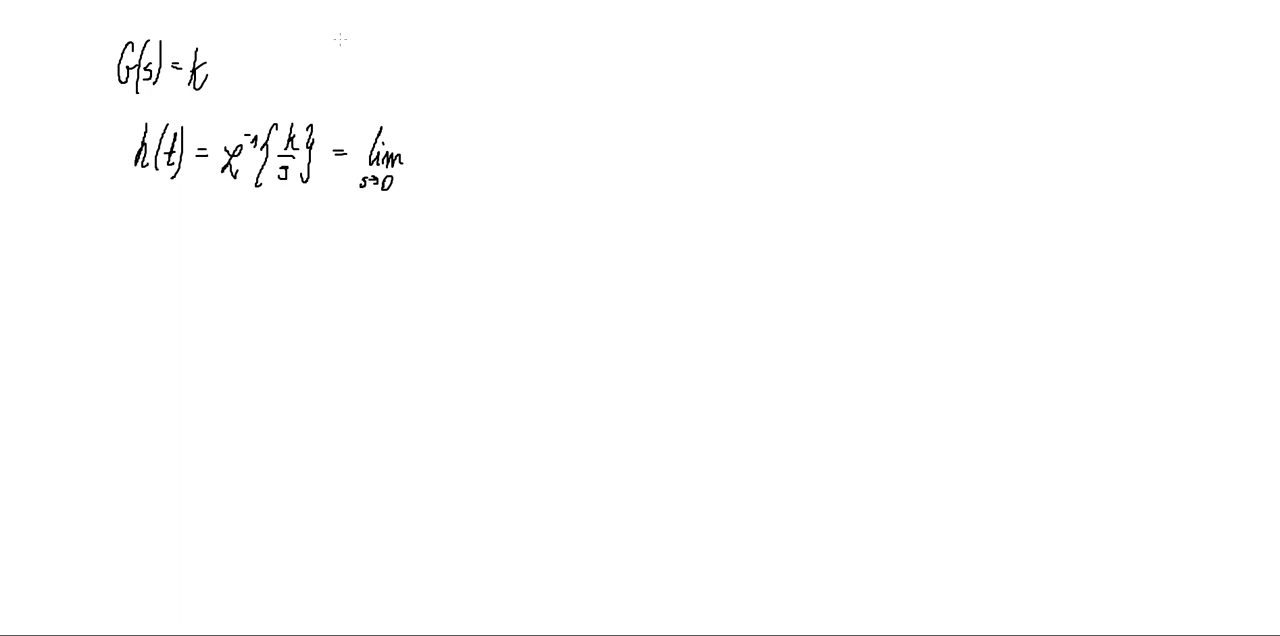 G(s) = k
h(t) = ℒ⁻¹{k/s} = lim s→0